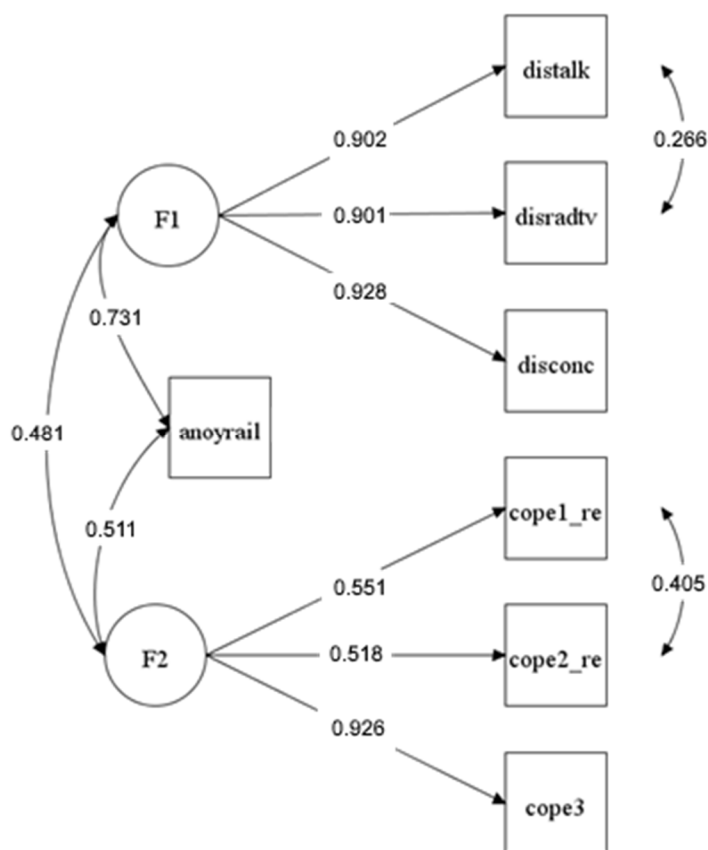 distalk
0.902
0.266
F1
0.901
disradtv
0.928
0.731
disconc
anoyrail
0.481
cope1_re
0.511
0.551
0.405
F2
0.518
cope2_re
0.926
cope3